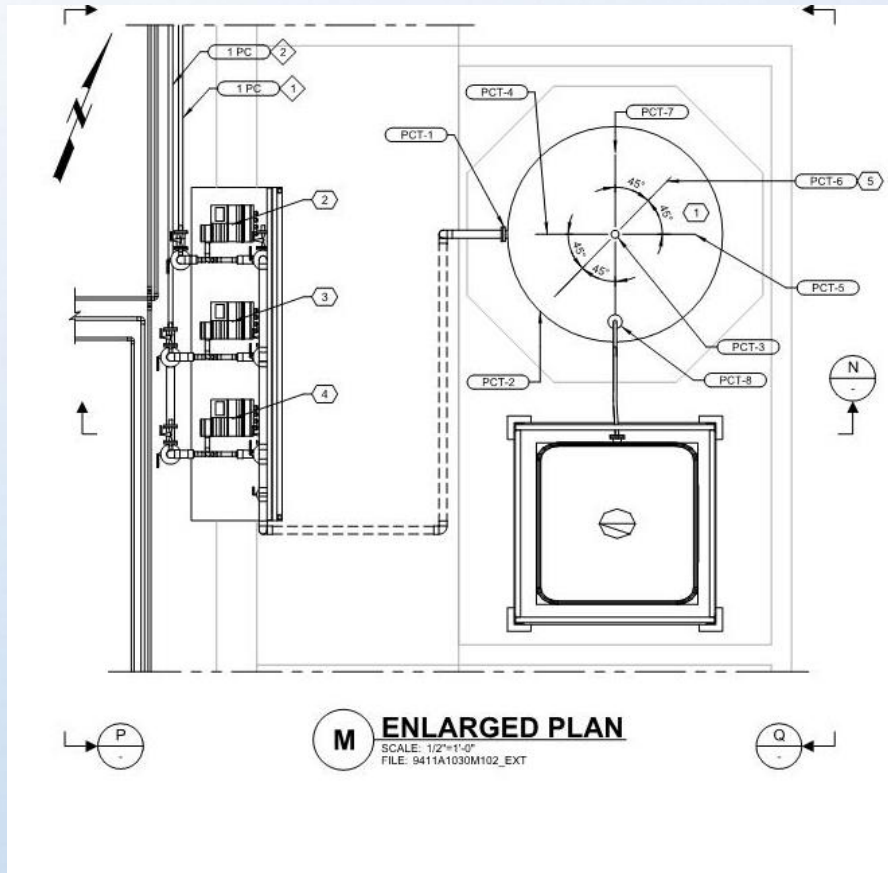 1 PC 2
1 PC 1
PCT-4
PCT-7
PCT-1
PCT-6 5
45°
45°
1
2
45°
45°
PCT-5
3
PCT-3
PCT-2
PCT-8
N
-
4
P
-
M
ENLARGED PLAN
SCALE: 1/2"=1'-0"
FILE: 9411A1030M102_EXT
Q
-